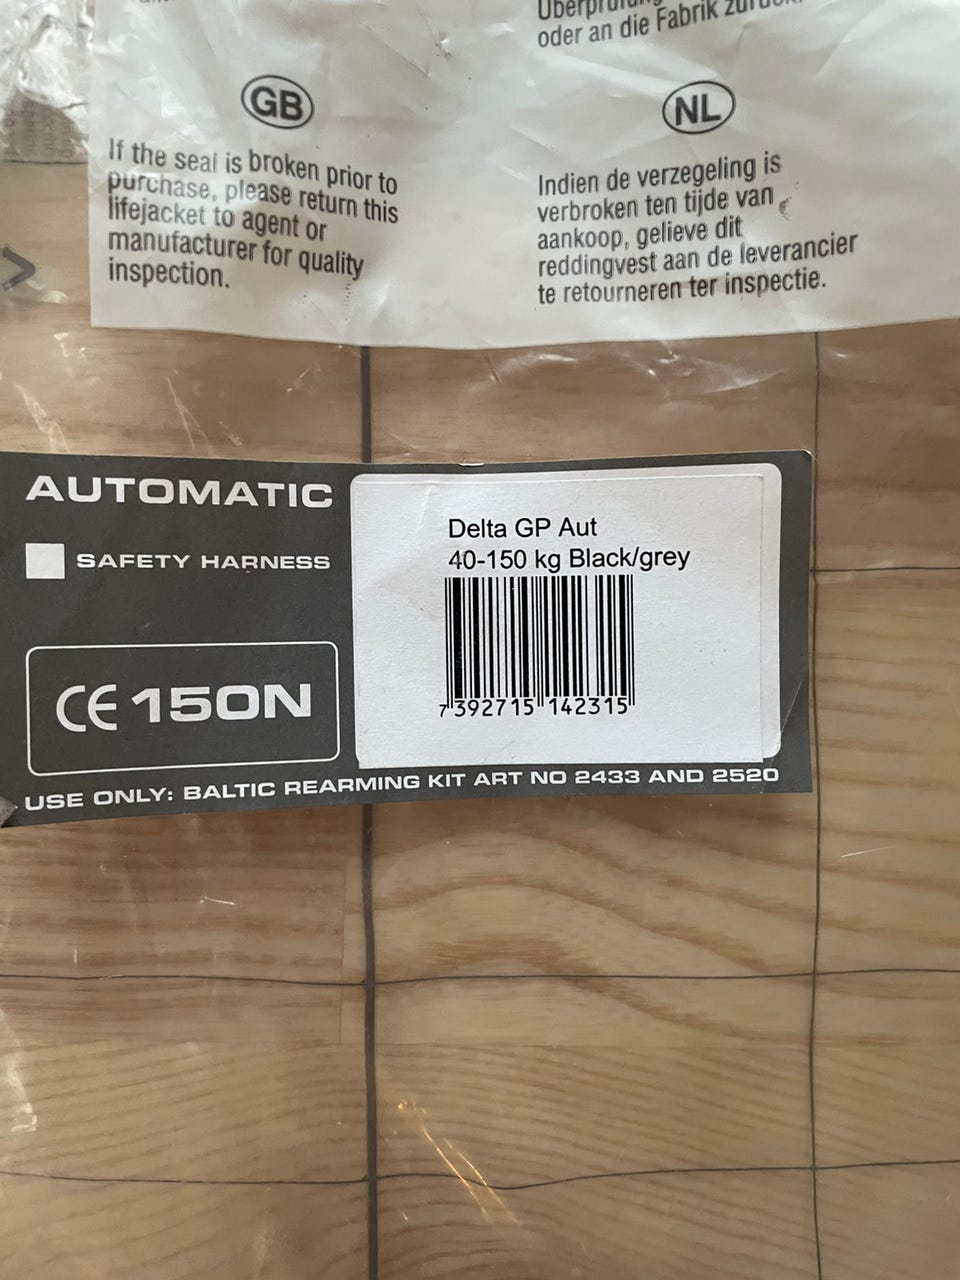 oder an die Fabrik
GB
If the seal is broken prior to
purchase, please return this
lifejacket to agent or
manufacturer for quality
inspection.
NL
Indien de verzegeling is
verbroken ten tijde van
aankoop, gelieve dit
reddingvest aan de leverancier
te retourneren ter inspectie.
AUTOMATIC
SAFETY HARNESS
CE 150N
Delta GP Aut
40-150 kg Black/grey
7392715142315
USE ONLY: BALTIC REARMING KIT ART NO 2433 AND 2520